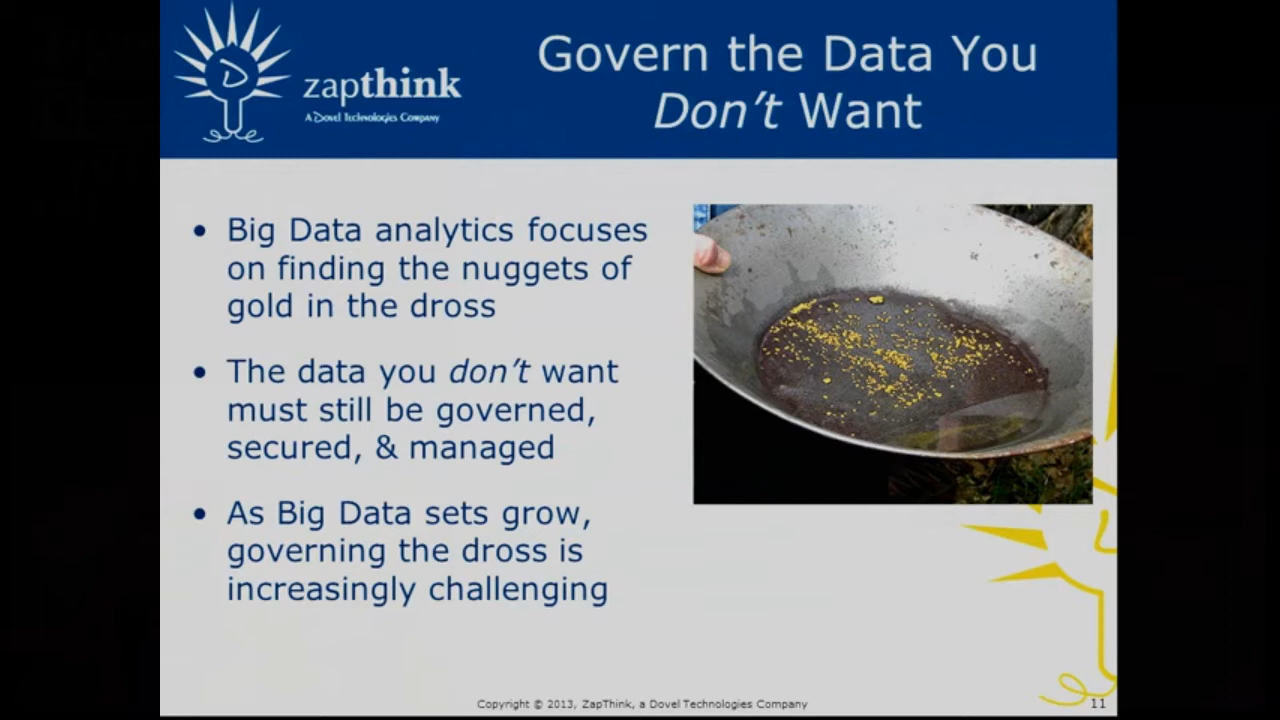 Govern the Data You
Don't Want
zapthink
A Dovel Technologies Company
• Big Data analytics focuses
on finding the nuggets of
gold in the dross
• The data you don't want
must still be governed,
secured, & managed
• As Big Data sets grow,
governing the dross is
increasingly challenging
Copyright © 2013, ZapThink, a Dovel Technologies Company
11